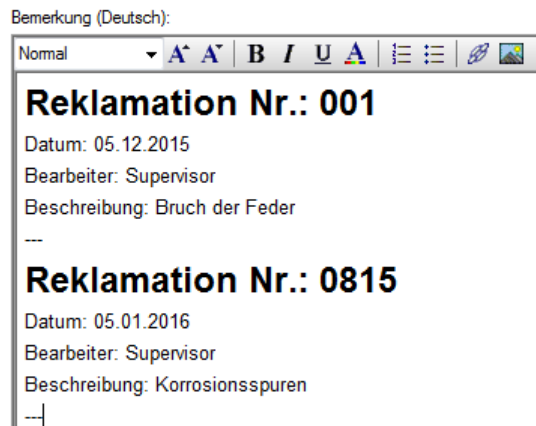 Bemerkung (Deutsch):
Normal A A B I U A
Reklamation Nr.: 001
Datum: 05.12.2015
Bearbeiter: Supervisor
Beschreibung: Bruch der Feder
---
Reklamation Nr.: 0815
Datum: 05.01.2016
Bearbeiter: Supervisor
Beschreibung: Korrosionsspuren
---